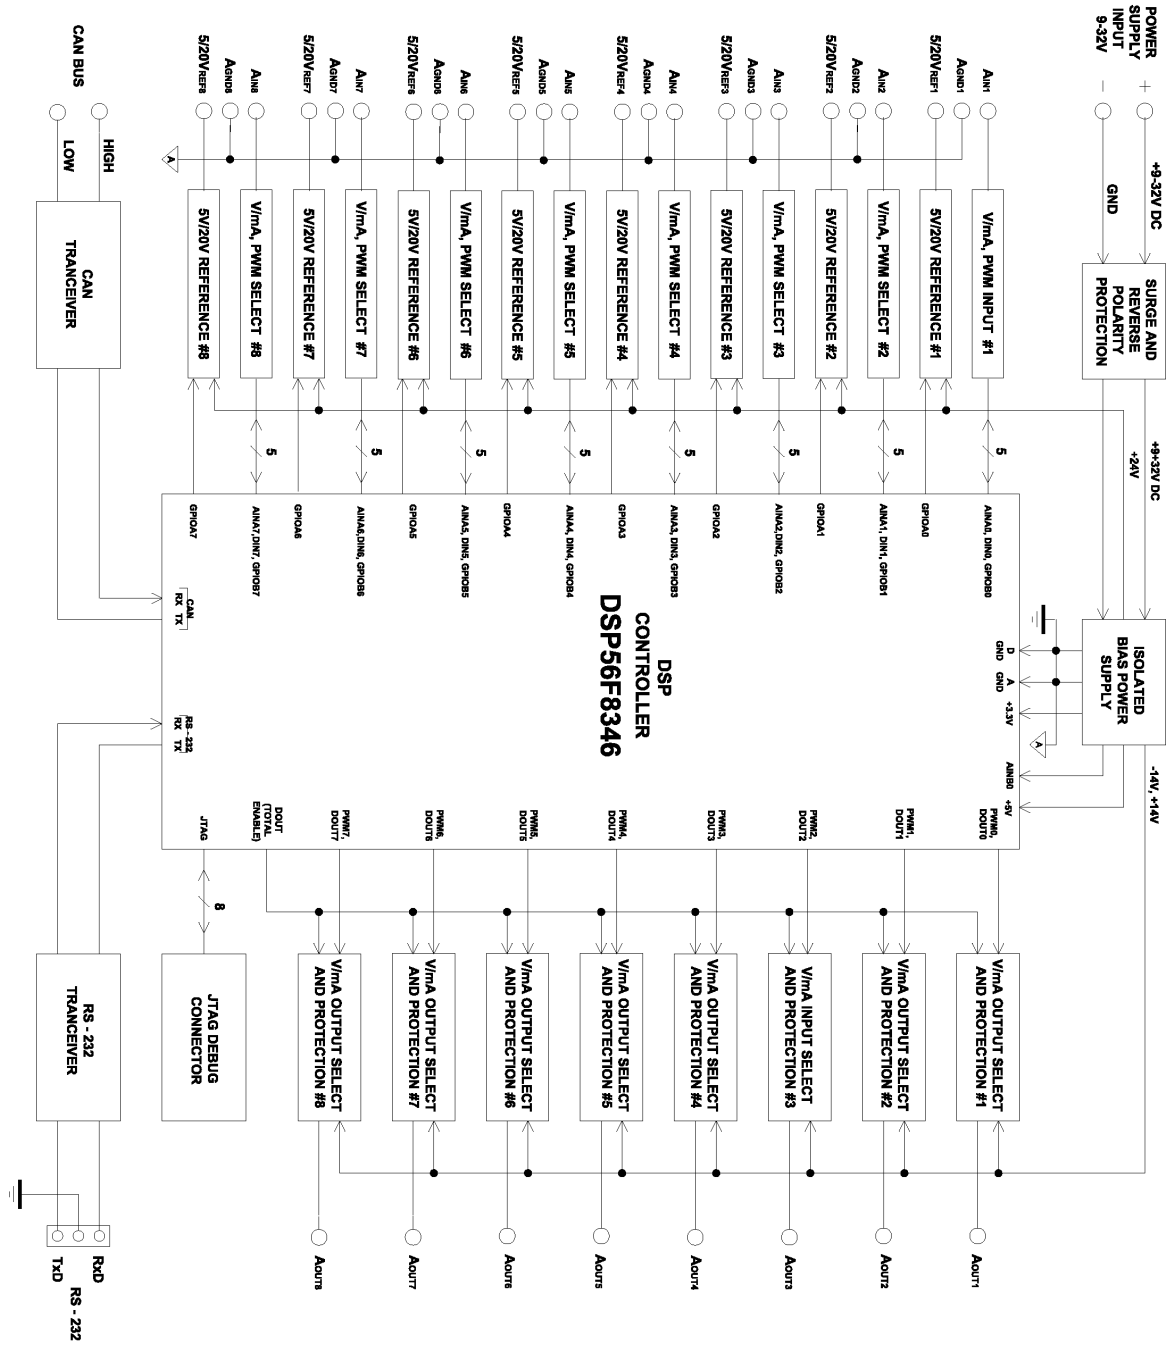 POWER
SUPPLY
INPUT
9-32V
+
-
+9-32V DC
GND
SURGE AND
REVERSE
POLARITY
PROTECTION
+9+32V DC
+24V
ISOLATED
BIAS POWER
SUPPLY
-14V, +14V
AIN1
AGND1
5/20VREF1
AIN2
AGND2
5/20VREF2
AIN3
AGND3
5/20VREF3
AIN4
AGND4
5/20VREF4
AIN5
AGND5
5/20VREF5
AIN6
AGND6
5/20VREF6
AIN7
AGND7
5/20VREF7
AIN8
AGND8
5/20VREF8
A
V/mA, PWM INPUT #1
5V/20V REFERENCE #1
V/mA, PWM SELECT #2
5V/20V REFERENCE #2
V/mA, PWM SELECT #3
5V/20V REFERENCE #3
V/mA, PWM SELECT #4
5V/20V REFERENCE #4
V/mA, PWM SELECT #5
5V/20V REFERENCE #5
V/mA, PWM SELECT #6
5V/20V REFERENCE #6
V/mA, PWM SELECT #7
5V/20V REFERENCE #7
V/mA, PWM SELECT #8
5V/20V REFERENCE #8
5
5
5
5
5
5
5
5
AINA0, DIN0, GPIOB0
GPIOA0
AINA1, DIN1, GPIOB1
GPIOA1
AINA2,DIN2, GPIOB2
GPIOA2
AINA3, DIN3, GPIOB3
GPIOA3
AINA4, DIN4, GPIOB4
GPIOA4
AINA5, DIN5, GPIOB5
GPIOA5
AINA6,DIN6, GPIOB6
GPIOA6
AINA7,DIN7, GPIOB7
GPIOA7
D
GND
A
GND
+3.3V
A
AINB0
+5V
DSP
CONTROLLER
DSP56F8346
CAN
RX TX
RS - 232
RX TX
PWM0,
DOUT0
PWM1,
DOUT1
PWM2,
DOUT2
PWM3,
DOUT3
PWM4,
DOUT4
PWM5,
DOUT5
PWM6,
DOUT6
PWM7,
DOUT7
DOUT
(TOTAL
ENABLE)
JTAG
8
V/mA OUTPUT SELECT
AND PROTECTION #1
V/mA OUTPUT SELECT
AND PROTECTION #2
V/mA INPUT SELECT
AND PROTECTION #3
V/mA OUTPUT SELECT
AND PROTECTION #4
V/mA OUTPUT SELECT
AND PROTECTION #5
V/mA OUTPUT SELECT
AND PROTECTION #6
V/mA OUTPUT SELECT
AND PROTECTION #7
V/mA OUTPUT SELECT
AND PROTECTION #8
JTAG DEBUG
CONNECTOR
AOUT1
AOUT2
AOUT3
AOUT4
AOUT5
AOUT6
AOUT7
AOUT8
CAN BUS
HIGH
LOW
CAN
TRANCEIVER
RS - 232
TRANCEIVER
RxD
TxD
RS - 232